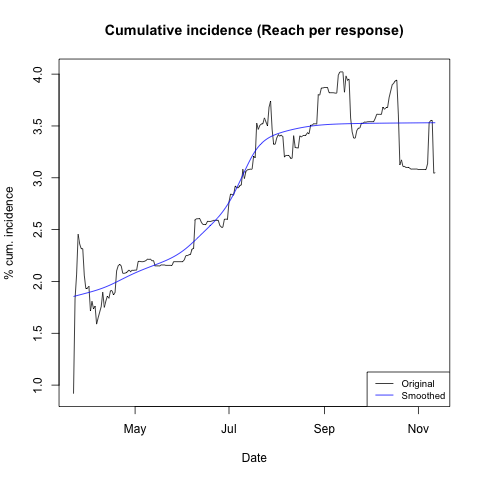 Cumulative incidence (Reach per response)
% cum. incidence
4.0
3.5
3.0
2.5
2.0
1.5
1.0
Original
Smoothed
May Jul Sep Nov
Date